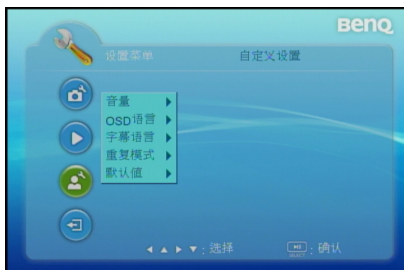 BenQ
设置菜单 自定义设置
音量
OSD语言
字幕语言
重复模式
默认值
:选择 SELECT :确认